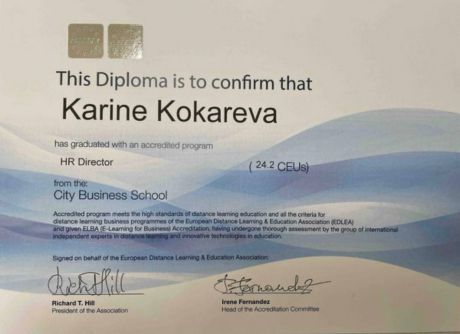 This Diploma is to confirm that
Karine Kokareva
has graduated with an accredited program
HR Director ( 24.2 CEUs)
from the:
City Business School
Accredited program meets the high standards of distance learning education and all the criteria for
distance learning business programmes of the European Distance Learning & Education Association (EDLEA)
and given ELBA (E-Learning for Business) Accreditation, having undergone thorough assessment by the group of international
independent experts in distance learning and innovative technologies in education.
Signed on behalf of the European Distance Learning & Education Association:
Richard T. Hill Irene Fernandez
President of the Association Head of the Accreditation Committee